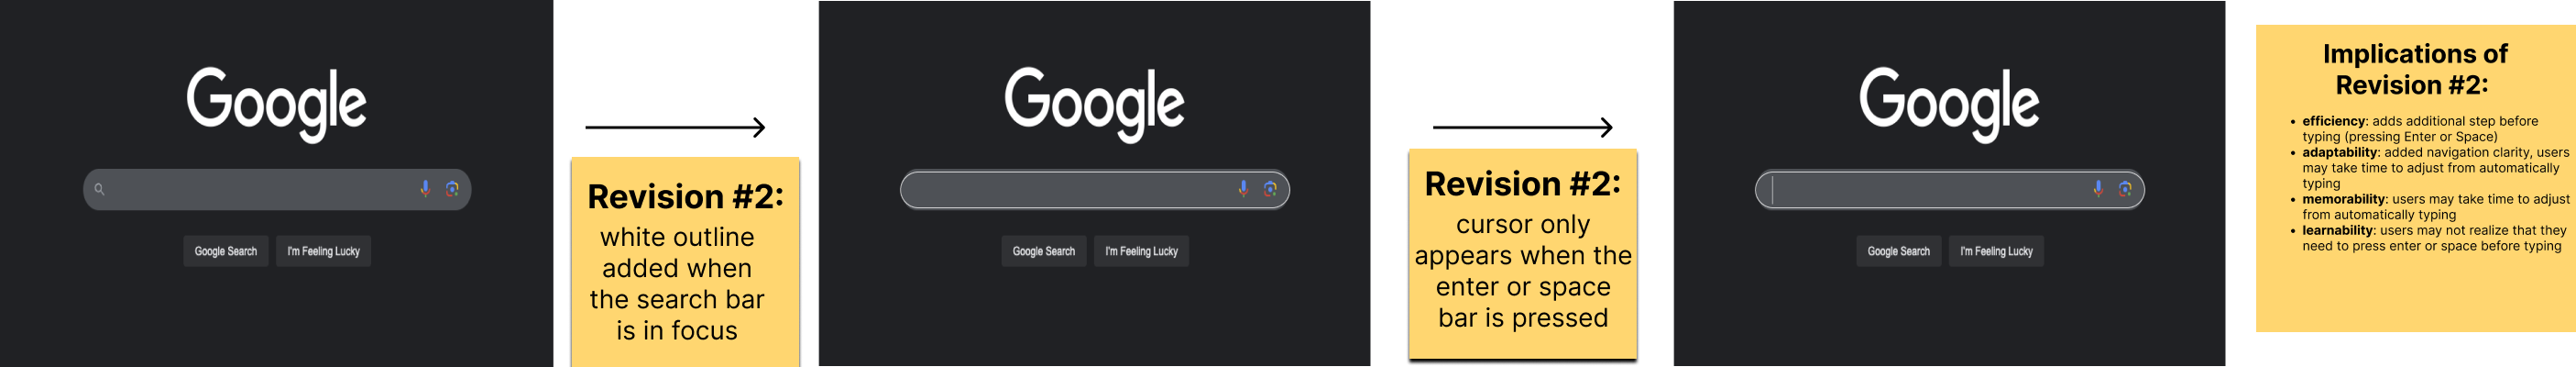 Google
Google Search
I'm Feeling Lucky
Revision #2:
white outline
added when
the search bar
is in focus
Google
Google Search
I'm Feeling Lucky
Revision #2:
cursor only
appears when the
enter or space
bar is pressed
Google
Google Search
I'm Feeling Lucky
Implications of
Revision #2:
• efficiency: adds additional step before
typing (pressing Enter or Space)
• adaptability: added navigation clarity, users
may take time to adjust from automatically
typing
• memorability: users may take time to adjust
from automatically typing
• learnability: users may not realize that they
need to press enter or space before typing